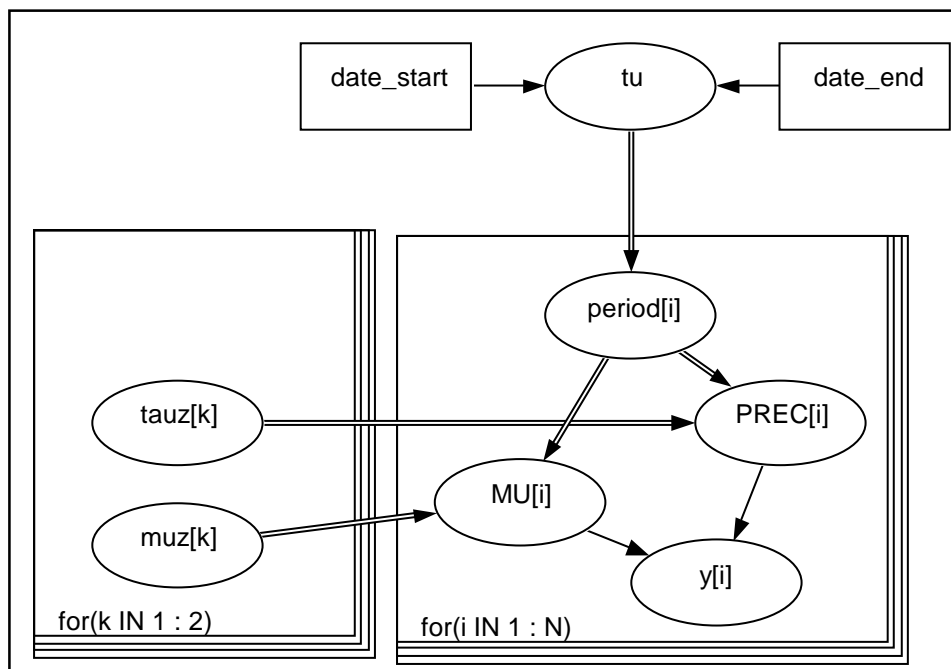 date_start
tu
date_end
period[i]
tauz[k]
PREC[i]
MU[i]
muz[k]
y[i]
for(k IN 1 : 2)
for(i IN 1 : N)